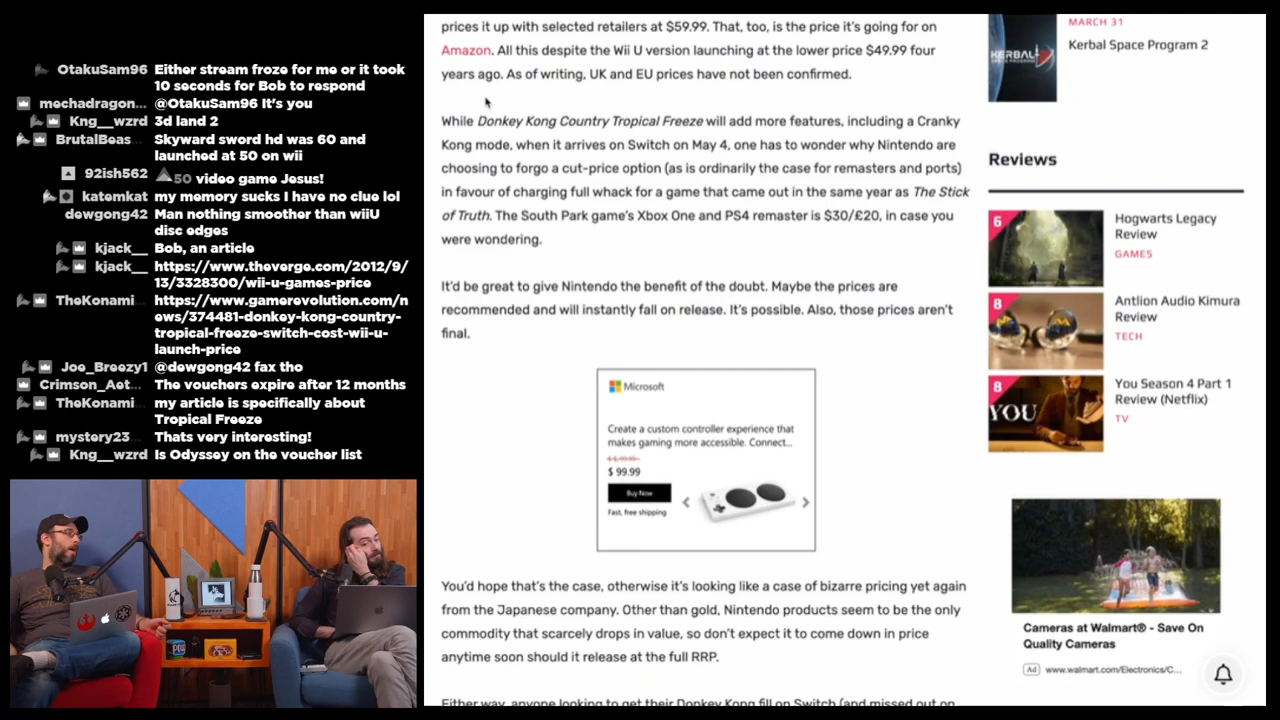 OtakuSam96 Either stream froze for me or it took
10 seconds for Bob to respond
mechadragon... @OtakuSam96 It's you
Kng__wzrd 3d land 2
BrutalBeas... Skyward sword hd was 60 and
launched at 50 on wii
92ish562 50 video game Jesus!
katemkat my memory sucks I have no clue lol
dewgong42 Man nothing smoother than wiiU
disc edges
kjack__ Bob, an article
kjack__ https://www.theverge.com/2012/9/
13/3328300/wii-u-games-price
TheKonami... https://www.gamerevolution.com/n
ews/374481-donkey-kong-country-
tropical-freeze-switch-cost-wii-u-
launch-price
Joe_Breezy1 @dewgong42 fax tho
Crimson_Aet... The vouchers expire after 12 months
TheKonami... my article is specifically about
Tropical Freeze
mystery23... Thats very interesting!
Kng__wzrd Is Odyssey on the voucher list
prices it up with selected retailers at $59.99. That, too, is the price it's going for on
Amazon. All this despite the Wii U version launching at the lower price $49.99 four
years ago. As of writing, UK and EU prices have not been confirmed.
While Donkey Kong Country Tropical Freeze will add more features, including a Cranky
Kong mode, when it arrives on Switch on May 4, one has to wonder why Nintendo are
choosing to forgo a cut-price option (as is ordinarily the case for remasters and ports)
in favour of charging full whack for a game that came out in the same year as The Stick
of Truth. The South Park game's Xbox One and PS4 remaster is $30/£20, in case you
were wondering.
It'd be great to give Nintendo the benefit of the doubt. Maybe the prices are
recommended and will instantly fall on release. It's possible. Also, those prices aren't
final.
Microsoft
Create a custom controller experience that
makes gaming more accessible. Connect...
$ 99.99
Buy Now
Fast, free shipping
You'd hope that's the case, otherwise it's looking like a case of bizarre pricing yet again
from the Japanese company. Other than gold, Nintendo products seem to be the only
commodity that scarcely drops in value, so don't expect it to come down in price
anytime soon should it release at the full RRP.
Either way, anyone looking to get their Donkey Kong fill on Switch (and missed out on
KERBAL
MARCH 31
Kerbal Space Program 2
Reviews
6
Hogwarts Legacy
Review
GAMES
8
Antlion Audio Kimura
Review
TECH
8
YOU
You Season 4 Part 1
Review (Netflix)
TV
Cameras at Walmart® - Save On
Quality Cameras
Ad www.walmart.com/Electronics/C...